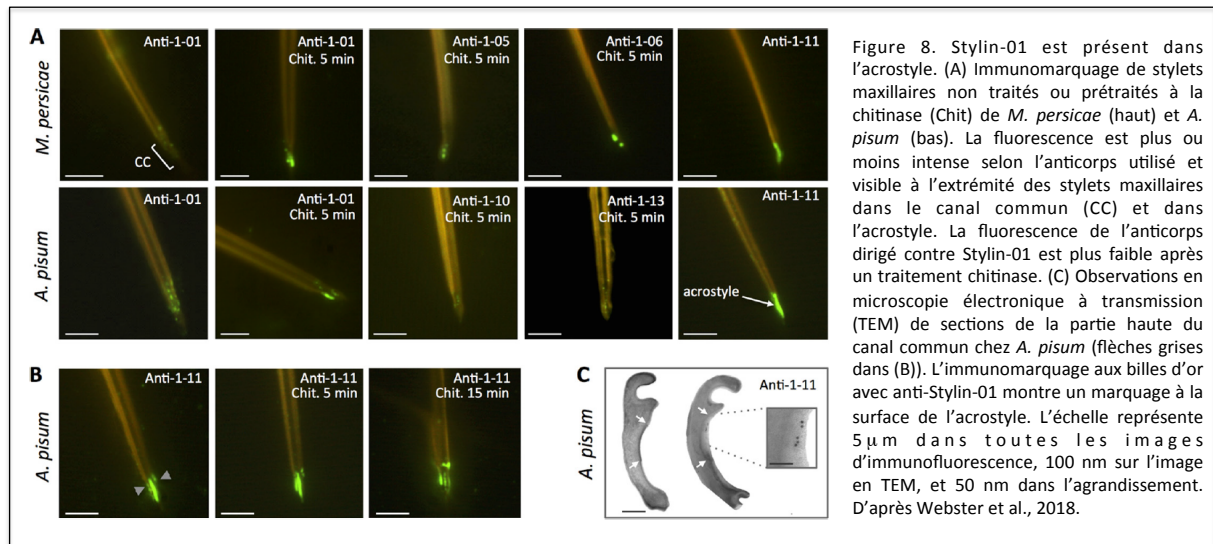 A
M. persicae
Anti-1-01
CC
Anti-1-01
Chit. 5 min
Anti-1-05
Chit. 5 min
Anti-1-06
Chit. 5 min
Anti-1-11
A. pisum
Anti-1-01
Anti-1-01
Chit. 5 min
Anti-1-10
Chit. 5 min
Anti-1-13
Chit. 5 min
Anti-1-11
acrostyle
B
A. pisum
Anti-1-11
Anti-1-11
Chit. 5 min
Anti-1-11
Chit. 15 min
C
A. pisum
Anti-1-11
Figure 8. Stylin-01 est présent dans
l’acrostyle. (A) Immunomarquage de stylets
maxillaires non traités ou prétraités à la
chitinase (Chit) de M. persicae (haut) et A.
pisum (bas). La fluorescence est plus ou
moins intense selon l’anticorps utilisé et
visible à l’extrémité des stylets maxillaires
dans le canal commun (CC) et dans
l’acrostyle. La fluorescence de l’anticorps
dirigé contre Stylin-01 est plus faible après
un traitement chitinase. (C) Observations en
microscopie électronique à transmission
(TEM) de sections de la partie haute du
canal commun chez A. pisum (flèches grises
dans (B)). L’immunomarquage aux billes d’or
avec anti-Stylin-01 montre un marquage à la
surface de l’acrostyle. L’échelle représente
5μm dans toutes les images
d’immunofluorescence, 100 nm sur l’image
en TEM, et 50 nm dans l’agrandissement.
D’après Webster et al., 2018.